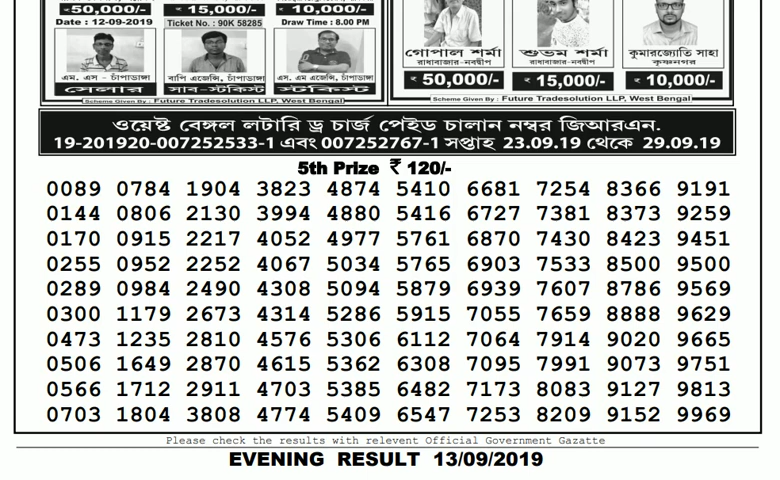 ₹ 50,000/- ₹ 15,000/- ₹ 10,000/-
Date : 12-09-2019 Ticket No. : 90K 58285 Draw Time : 8.00 PM
এম. এস - চাঁপাডাঙ্গা বাপি এজেন্সি, চাঁপাডাঙ্গা এস. এম এজেন্সি, চাঁপাডাঙ্গা
সেলার সাব-স্টকিস্ট স্টকিস্ট
Scheme Given By : Future Tradesolution LLP, West Bengal
গোপাল শর্মা শুভম শর্মা কুমারজ্যোতি সাহা
রাধাবাজার-নবদ্বীপ রাধাবাজার-নবদ্বীপ কৃষ্ণনগর
₹ 50,000/- ₹ 15,000/- ₹ 10,000/-
Scheme Given By : Future Tradesolution LLP, West Bengal
ওয়েষ্ট বেঙ্গল লটারি ড্র চার্জ পেইড চালান নম্বর জিআরএন.
19-201920-007252533-1 এবং 007252767-1 সপ্তাহ 23.09.19 থেকে 29.09.19
5th Prize ₹ 120/-
0089 0784 1904 3823 4874 5410 6681 7254 8366 9191
0144 0806 2130 3994 4880 5416 6727 7381 8373 9259
0170 0915 2217 4052 4977 5761 6870 7430 8423 9451
0255 0952 2252 4067 5034 5765 6903 7533 8500 9500
0289 0984 2490 4308 5094 5879 6939 7607 8786 9569
0300 1179 2673 4314 5286 5915 7055 7659 8888 9629
0473 1235 2810 4576 5306 6112 7064 7914 9020 9665
0506 1649 2870 4615 5362 6308 7095 7991 9073 9751
0566 1712 2911 4703 5385 6482 7173 8083 9127 9813
0703 1804 3808 4774 5409 6547 7253 8209 9152 9969
Please check the results with relevent Official Government Gazatte
EVENING RESULT 13/09/2019